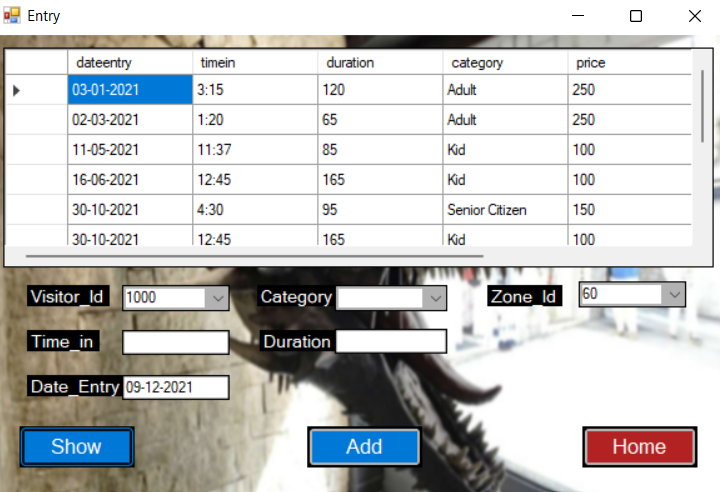 Entry
dateentry timein duration category price
03-01-2021 3:15 120 Adult 250
02-03-2021 1:20 65 Adult 250
11-05-2021 11:37 85 Kid 100
16-06-2021 12:45 165 Kid 100
30-10-2021 4:30 95 Senior Citizen 150
30-10-2021 12:45 165 Kid 100
Visitor_Id 1000 Category Zone_Id 60
Time_in Duration
Date_Entry 09-12-2021
Show Add Home